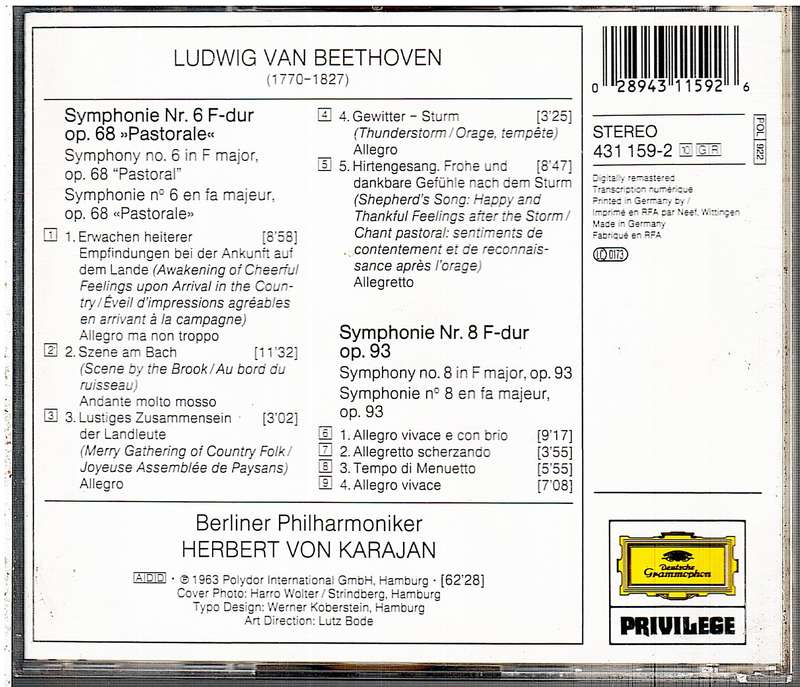 LUDWIG VAN BEETHOVEN
(1770–1827)
Symphonie Nr. 6 F-dur
op. 68 »Pastorale«
Symphony no. 6 in F major,
op. 68 “Pastoral”
Symphonie nº 6 en fa majeur,
op. 68 «Pastorale»
1 1. Erwachen heiterer [8'58]
Empfindungen bei der Ankunft auf
dem Lande (Awakening of Cheerful
Feelings upon Arrival in the Coun-
try / Éveil d'impressions agréables
en arrivant à la campagne)
Allegro ma non troppo
2 2. Szene am Bach [11'32]
(Scene by the Brook / Au bord du
ruisseau)
Andante molto mosso
3 3. Lustiges Zusammensein [3'02]
der Landleute
(Merry Gathering of Country Folk /
Joyeuse Assemblée de Paysans)
Allegro
4 4. Gewitter – Sturm [3'25]
(Thunderstorm / Orage, tempête)
Allegro
5 5. Hirtengesang. Frohe und [8'47]
dankbare Gefühle nach dem Sturm
(Shepherd's Song: Happy and
Thankful Feelings after the Storm /
Chant pastoral: sentiments de
contentement et de reconnais-
sance après l'orage)
Allegretto
Symphonie Nr. 8 F-dur
op. 93
Symphony no. 8 in F major, op. 93
Symphonie nº 8 en fa majeur,
op. 93
6 1. Allegro vivace e con brio [9'17]
7 2. Allegretto scherzando [3'55]
8 3. Tempo di Menuetto [5'55]
9 4. Allegro vivace [7'08]
Berliner Philharmoniker
HERBERT VON KARAJAN
ADD · ℗ 1963 Polydor International GmbH, Hamburg · [62'28]
Cover Photo: Harro Wolter / Strindberg, Hamburg
Typo Design: Werner Koberstein, Hamburg
Art Direction: Lutz Bode
0 28943 11592 6
STEREO
431 159-2 10 GR
POL 922
Digitally remastered
Transcription numérique
Printed in Germany by /
Imprimé en RFA par Neef, Wittingen
Made in Germany
Fabriqué en RFA
LC 0173
Deutsche
Grammophon
PRIVILEGE